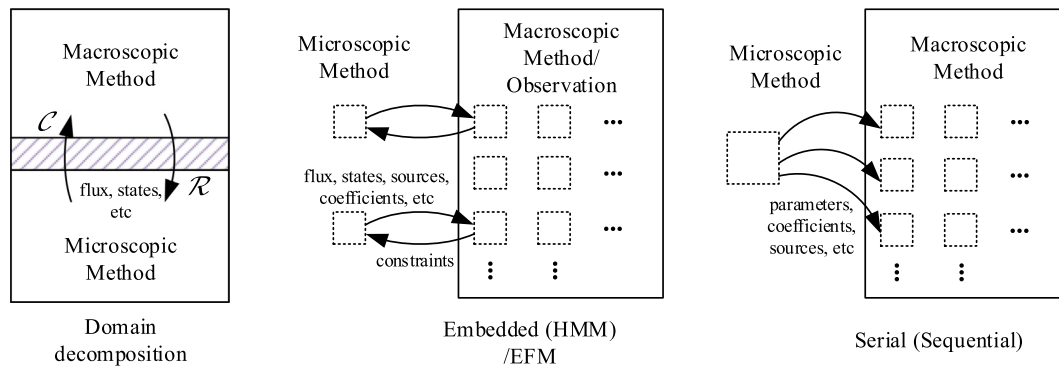 Macroscopic
Method
C
R
flux, states,
etc
Microscopic
Method
Domain
decomposition
Microscopic
Method
Macroscopic
Method/
Observation
flux, states, sources,
coefficients, etc
constraints
Embedded (HMM)
/EFM
Microscopic
Method
Macroscopic
Method
parameters,
coefficients,
sources, etc
Serial (Sequential)